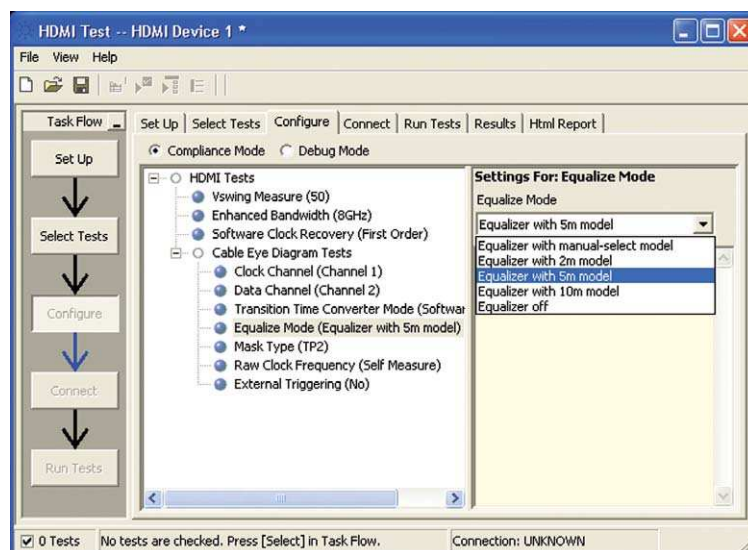 HDMI Test -- HDMI Device 1 *
File View Help
Task Flow
Set Up
Select Tests
Configure
Connect
Run Tests
Set Up Select Tests Configure Connect Run Tests Results Html Report
Compliance Mode Debug Mode
HDMI Tests
Vswing Measure (50)
Enhanced Bandwidth (8GHz)
Software Clock Recovery (First Order)
Cable Eye Diagram Tests
Clock Channel (Channel 1)
Data Channel (Channel 2)
Transition Time Converter Mode (Softwar
Equalize Mode (Equalizer with 5m model)
Mask Type (TP2)
Raw Clock Frequency (Self Measure)
External Triggering (No)
Settings For: Equalize Mode
Equalize Mode
Equalizer with 5m model
Equalizer with manual-select model
Equalizer with 2m model
Equalizer with 5m model
Equalizer with 10m model
Equalizer off
0 Tests No tests are checked. Press [Select] in Task Flow. Connection: UNKNOWN